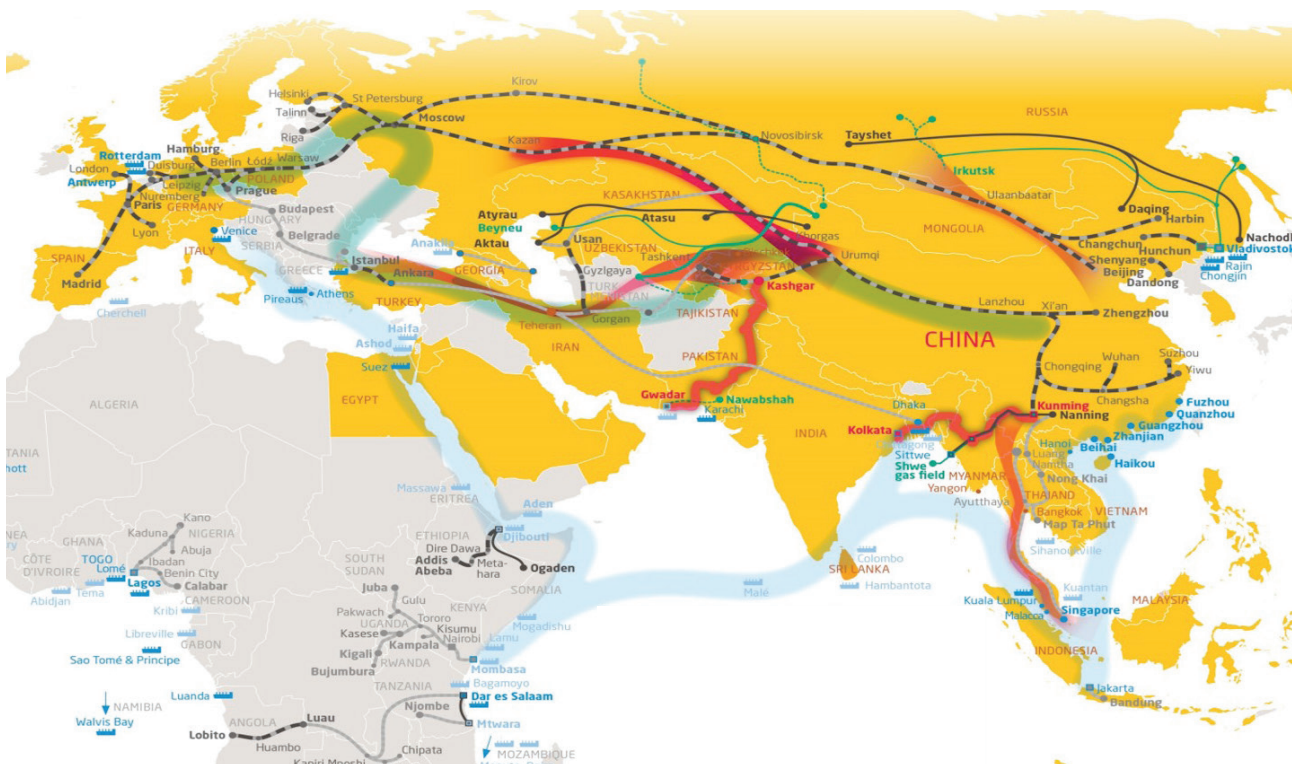 Kirov
Helsinki
St Petersburg
Talinn
Moscow
RUSSIA
Riga
Kazan
Novosibirsk
Tayshet
Hamburg
Rotterdam
London
Duisburg
Berlin
Łódź
Warsaw
Antwerp
Leipzig
POLAND
Prague
Nuremberg
GERMANY
Paris
Irkutsk
Ulaanbaatar
KASAKHSTAN
Daqing
Harbin
Lyon
HUNGARY
Budapest
Atyrau
Beyneu
Atasu
Khorgas
MONGOLIA
Changchun
Hunchun
Nachodka
Vladivostok
Venice
SERBIA
Belgrade
Aktau
Usan
UZBEKISTAN
Urumqi
Shenyang
Rajin
ITALY
SPAIN
Anaklia
Tashkent
Beijing
Chongjin
Istanbul
GREECE
Ankara
GEORGIA
Gyzlgaya
Dandong
Madrid
Kashgar
Lanzhou
Xi'an
Pireaus
Athens
TURKEY
Cherchell
Teheran
Gorgan
TAJIKISTAN
Zhengzhou
CHINA
Haifa
IRAN
PAKISTAN
Ashod
Suez
Wuhan
Suzhou
Chongqing
Yiwu
ALGERIA
EGYPT
Gwadar
Nawabshah
Changsha
Karachi
Dhaka
Kunming
Nanning
Fuzhou
Quanzhou
INDIA
Kolkata
Guangzhou
Sittwe
Hanoi
Zhanjian
Beihai
Shwe
gas field
MYANMAR
Luang
Namtha
Haikou
Massawa
ERITREA
Nong Khai
Yangon
THAILAND
Aden
Ayutthaya
VIETNAM
Kano
Djibouti
Bangkok
Kaduna
NIGERIA
ETHIOPIA
Map Ta Phut
GHANA
Abuja
Dire Dawa
CÔTE
D'IVOIRE
TOGO
Ibadan
SOUTH
SUDAN
Addis
Abeba
Meta-
hara
Ogaden
Colombo
Sihanoukville
Lomé
Benin City
SRI LANKA
Lagos
Calabar
Juba
SOMALIA
Malé
Hambantota
Kuantan
Tema
Abidjan
CAMEROON
Gulu
Kuala Lumpur
MALAYSIA
Kribi
Pakwach
KENYA
Malacca
Singapore
UGANDA
Tororo
Mogadishu
Libreville
Kasese
Kisumu
GABON
Kampala
Nairobi
Lamu
INDONESIA
Sao Tomé & Principe
Kigali
RWANDA
Mombasa
Bujumbura
Bagamoyo
TANZANIA
Jakarta
Luanda
Dar es Salaam
Bandung
NAMIBIA
Njombe
Walvis Bay
ANGOLA
Luau
Mtwara
Lobito
Huambo
Chipata
MOZAMBIQUE